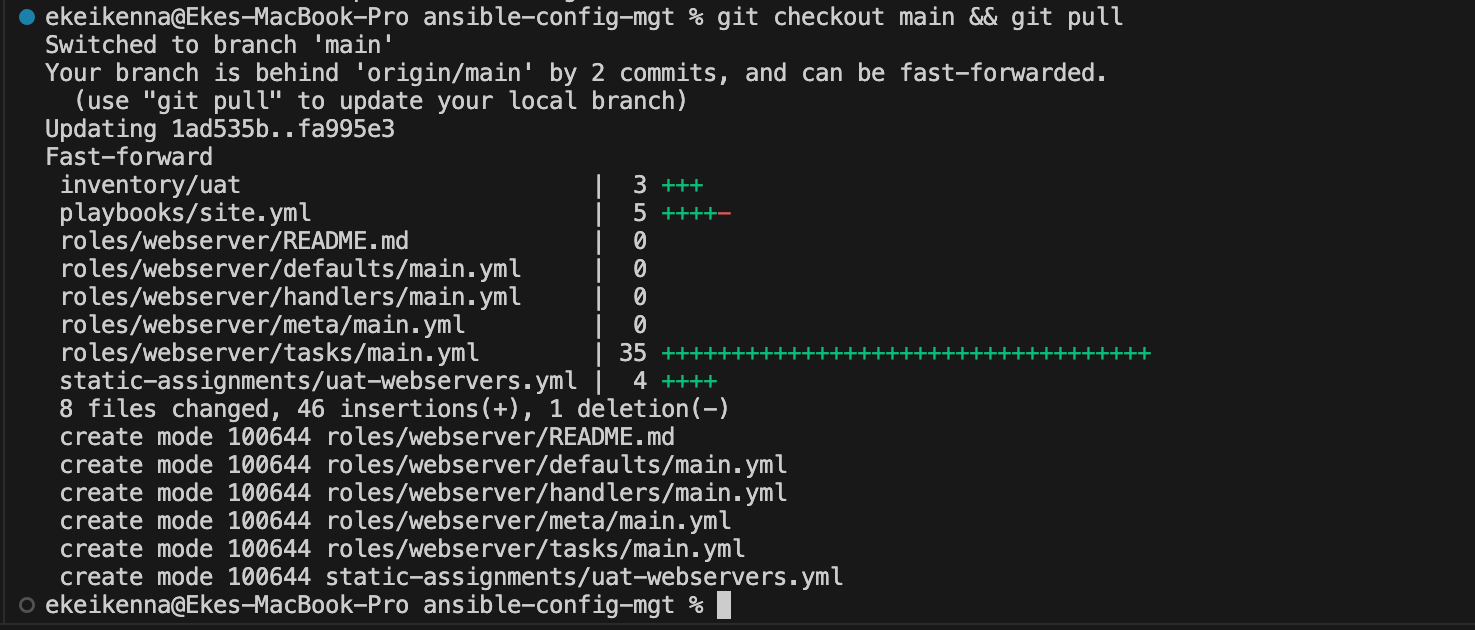 ekeikenna@Ekes-MacBook-Pro ansible-config-mgt % git checkout main && git pull
Switched to branch 'main'
Your branch is behind 'origin/main' by 2 commits, and can be fast-forwarded.
  (use "git pull" to update your local branch)
Updating 1ad535b..fa995e3
Fast-forward
 inventory/uat                        |  3 +++
 playbooks/site.yml                   |  5 ++++-
 roles/webserver/README.md            |  0
 roles/webserver/defaults/main.yml    |  0
 roles/webserver/handlers/main.yml    |  0
 roles/webserver/meta/main.yml        |  0
 roles/webserver/tasks/main.yml       | 35 +++++++++++++++++++++++++++++++++++
 static-assignments/uat-webservers.yml |  4 ++++
 8 files changed, 46 insertions(+), 1 deletion(-)
 create mode 100644 roles/webserver/README.md
 create mode 100644 roles/webserver/defaults/main.yml
 create mode 100644 roles/webserver/handlers/main.yml
 create mode 100644 roles/webserver/meta/main.yml
 create mode 100644 roles/webserver/tasks/main.yml
 create mode 100644 static-assignments/uat-webservers.yml
ekeikenna@Ekes-MacBook-Pro ansible-config-mgt %